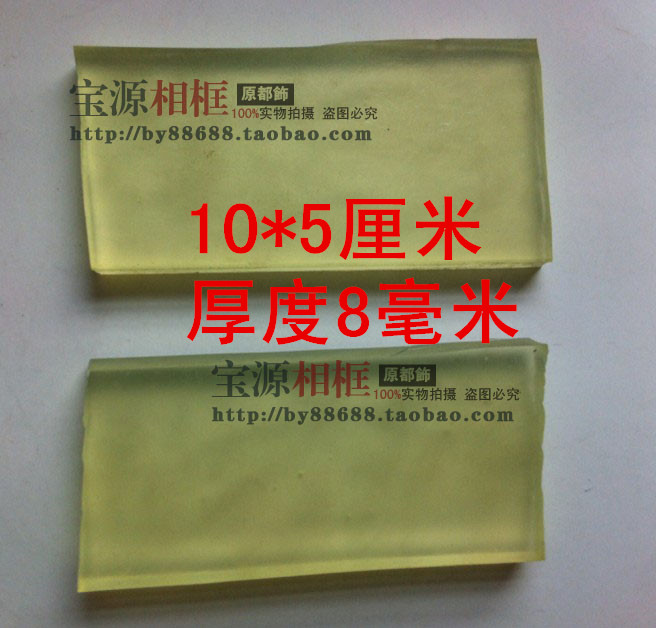 宝源相框 原都飾
100%实物拍摄 盗图必究
http://by88688.taobao.com
10*5厘米
厚度8毫米
宝源相框 原都飾
100%实物拍摄 盗图必究
http://by88688.taobao.com